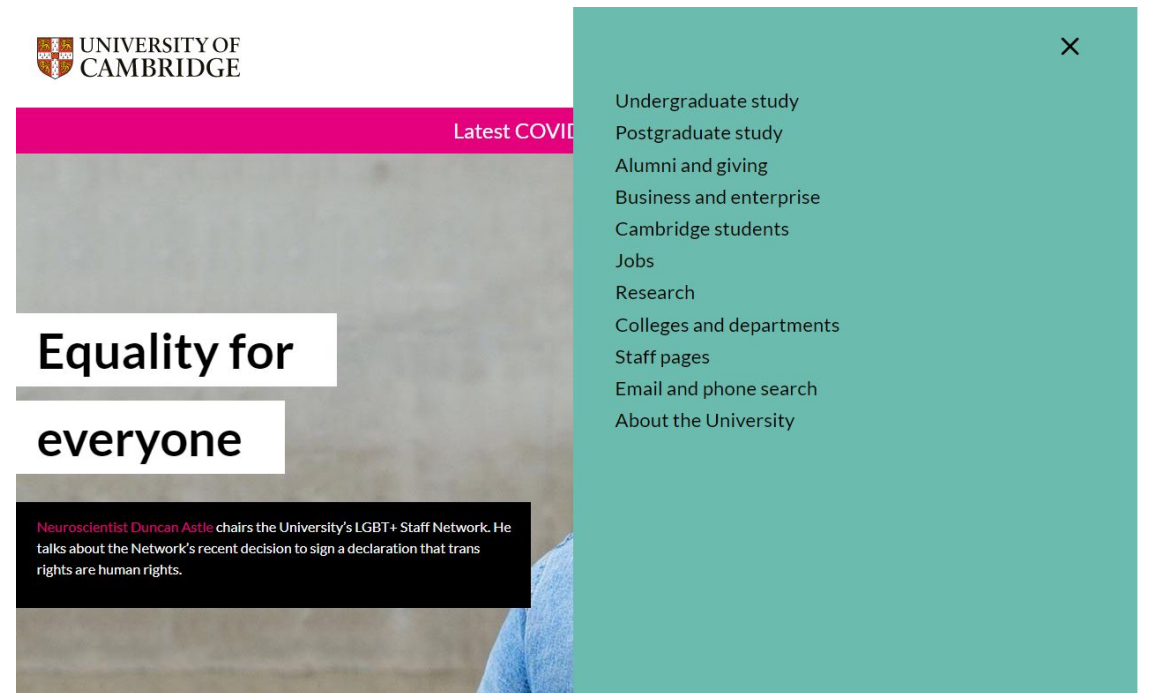 UNIVERSITY OF
CAMBRIDGE
Latest COVID
Equality for
everyone
Neuroscientist Duncan Astle chairs the University's LGBT+ Staff Network. He
talks about the Network's recent decision to sign a declaration that trans
rights are human rights.
Undergraduate study
Postgraduate study
Alumni and giving
Business and enterprise
Cambridge students
Jobs
Research
Colleges and departments
Staff pages
Email and phone search
About the University